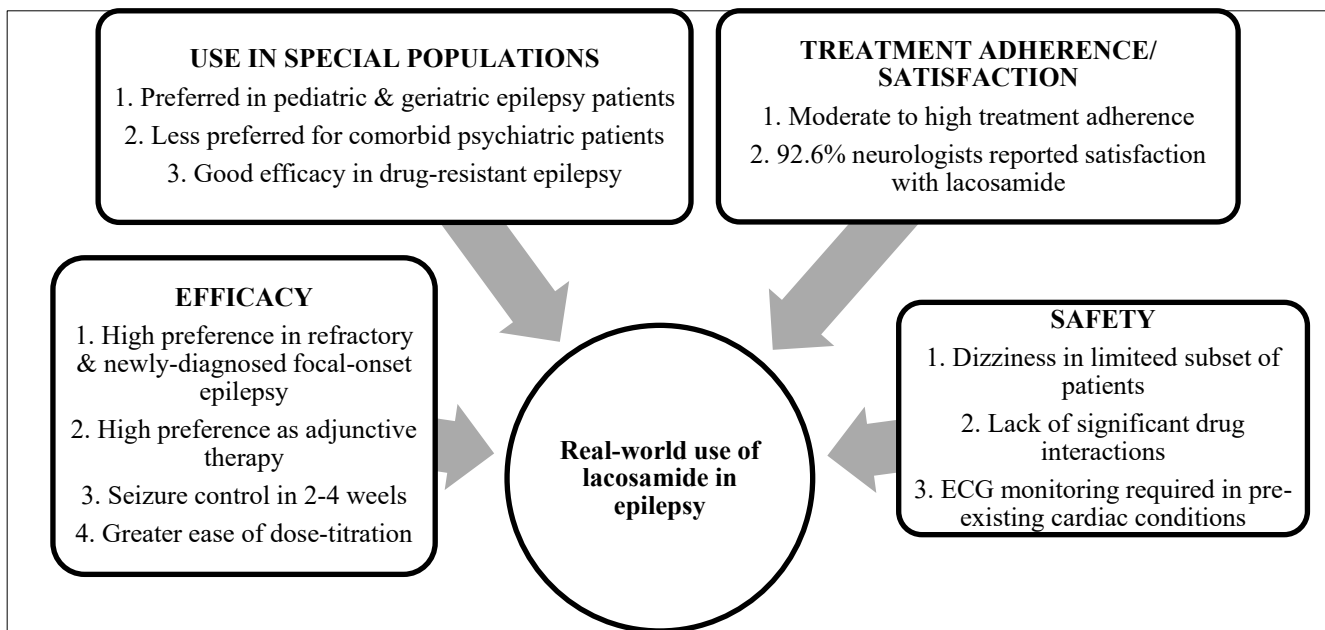 USE IN SPECIAL POPULATIONS
1. Preferred in pediatric & geriatric epilepsy patients
2. Less preferred for comorbid psychiatric patients
3. Good efficacy in drug-resistant epilepsy
TREATMENT ADHERENCE/
SATISFACTION
1. Moderate to high treatment adherence
2. 92.6% neurologists reported satisfaction
with lacosamide
EFFICACY
1. High preference in refractory
& newly-diagnosed focal-onset
epilepsy
2. High preference as adjunctive
therapy
3. Seizure control in 2-4 weels
4. Greater ease of dose-titration
Real-world use of
lacosamide in
epilepsy
SAFETY
1. Dizziness in limiteed subset of
patients
2. Lack of significant drug
interactions
3. ECG monitoring required in pre-
existing cardiac conditions